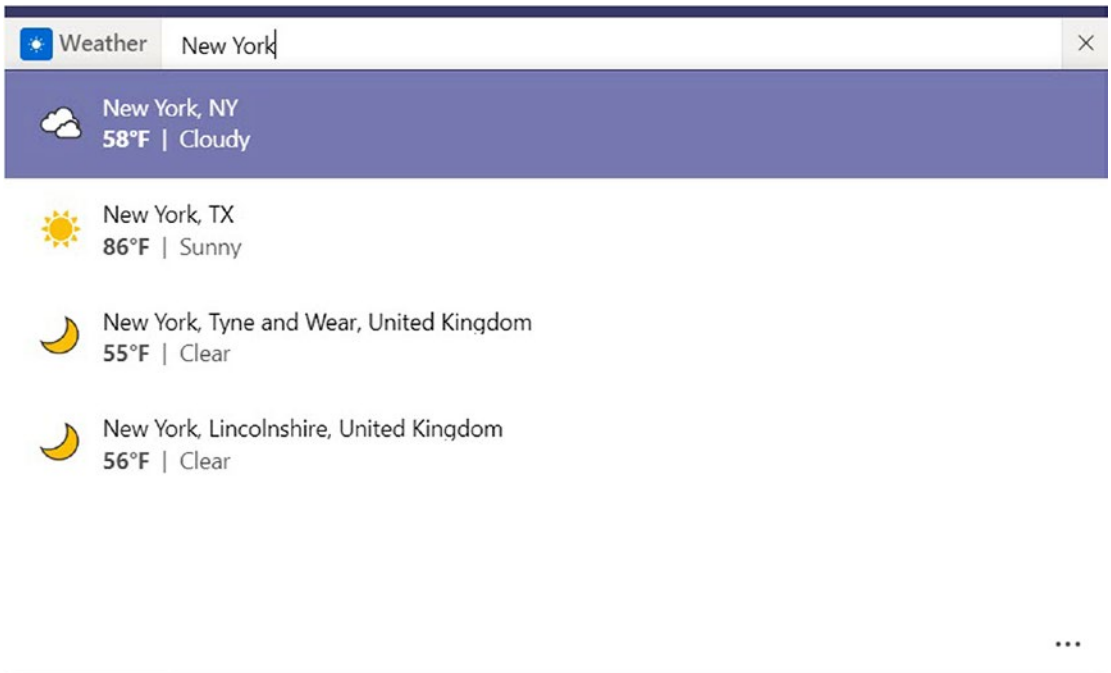 Weather New York
New York, NY
58°F | Cloudy
New York, TX
86°F | Sunny
New York, Tyne and Wear, United Kingdom
55°F | Clear
New York, Lincolnshire, United Kingdom
56°F | Clear